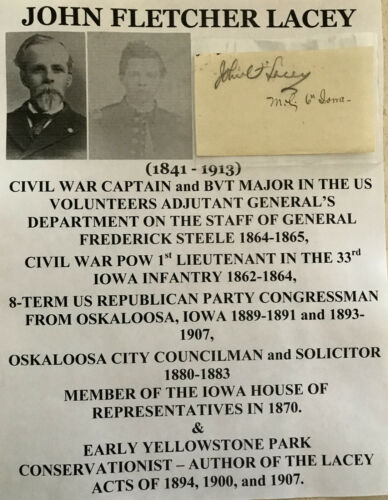 JOHN FLETCHER LACEY
John F. Lacey
M.C. 6" Iowa-
(1841 - 1913)
CIVIL WAR CAPTAIN and BVT MAJOR IN THE US
VOLUNTEERS ADJUTANT GENERAL'S
DEPARTMENT ON THE STAFF OF GENERAL
FREDERICK STEELE 1864-1865,
CIVIL WAR POW 1st LIEUTENANT IN THE 33rd
IOWA INFANTRY 1862-1864,
8-TERM US REPUBLICAN PARTY CONGRESSMAN
FROM OSKALOOSA, IOWA 1889-1891 and 1893-
1907,
OSKALOOSA CITY COUNCILMAN and SOLICITOR
1880-1883
MEMBER OF THE IOWA HOUSE OF
REPRESENTATIVES IN 1870.
&
EARLY YELLOWSTONE PARK
CONSERVATIONIST – AUTHOR OF THE LACEY
ACTS OF 1894, 1900, and 1907.